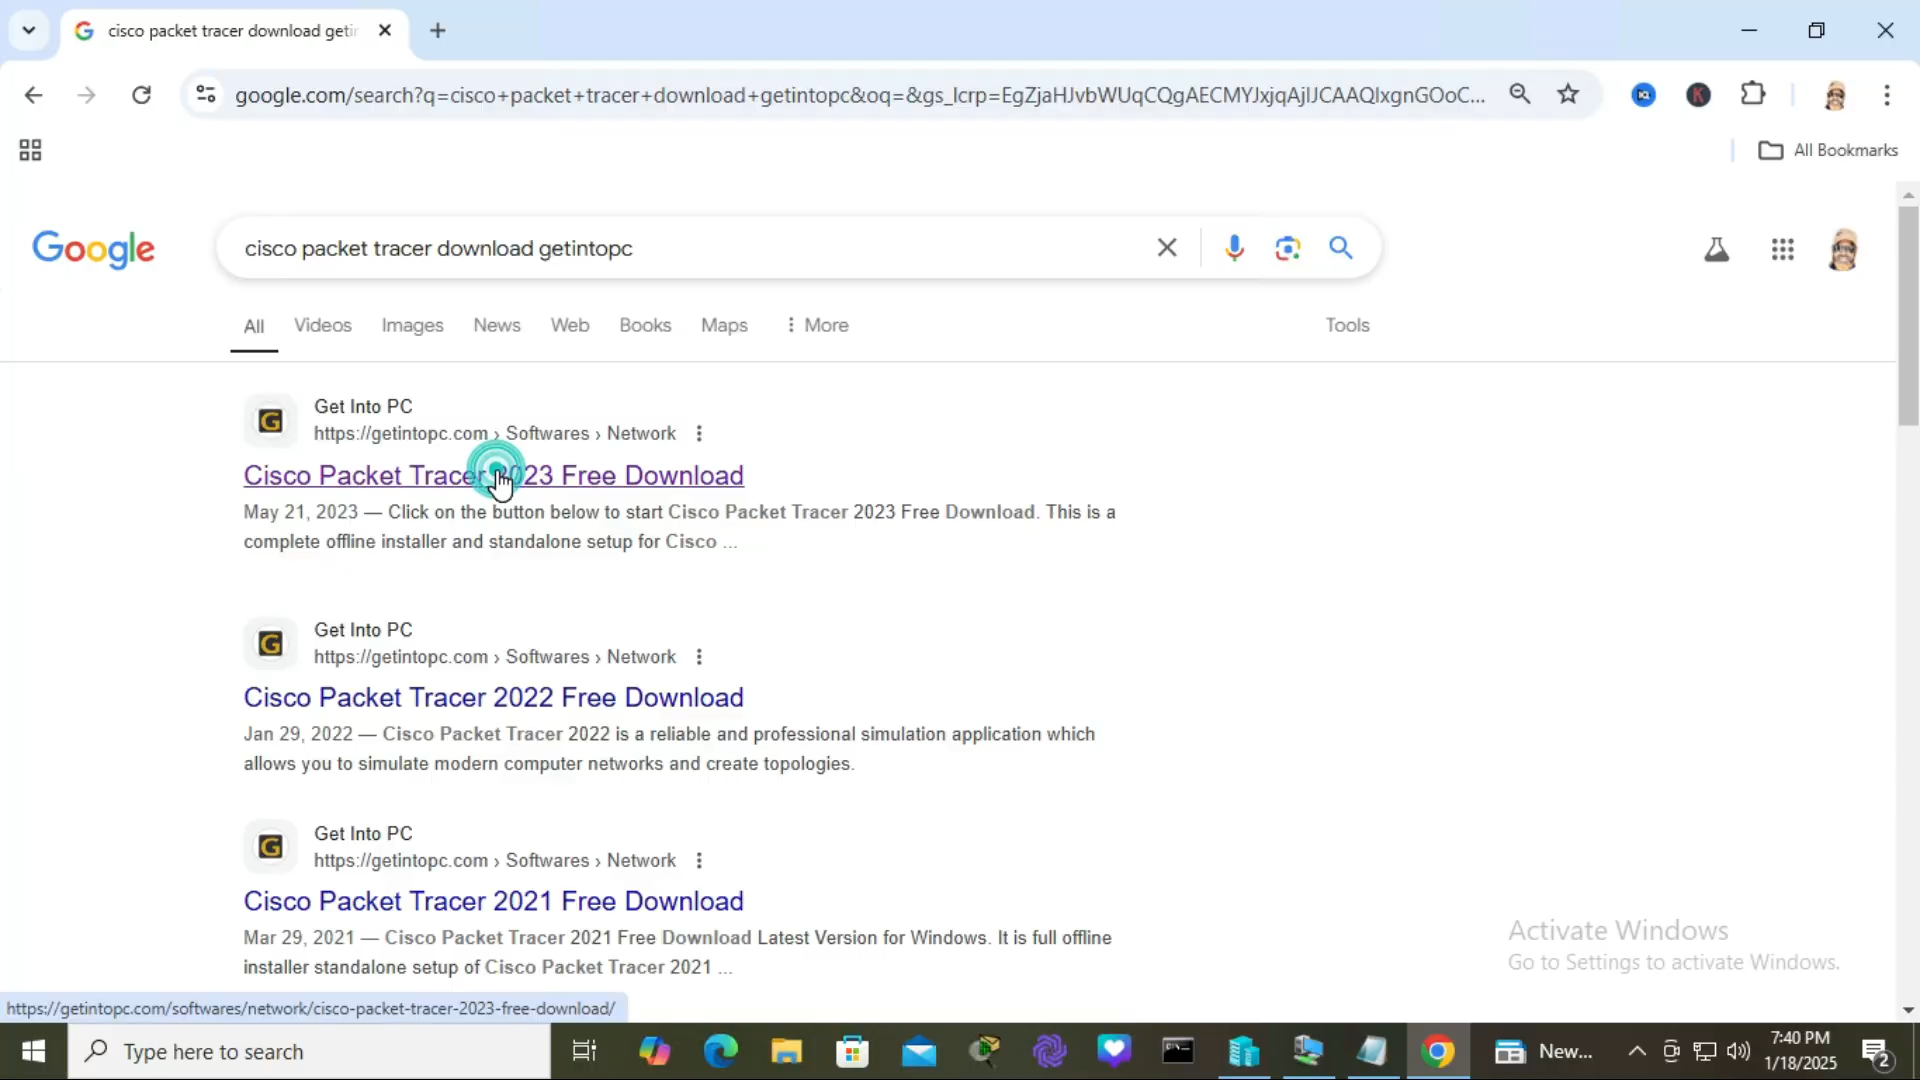 cisco packet tracer download geti
google.com/search?q=cisco+packet+tracer+download+getintopc&oq=&gs_lcrp=EgZjaHJvbWUqCQgAECMYJxjqAjIJCAAQIxgnGOoC...
All Bookmarks
Google
cisco packet tracer download getintopc
All Videos Images News Web Books Maps More Tools
Get Into PC
https://getintopc.com › Softwares › Network
Cisco Packet Tracer 2023 Free Download
May 21, 2023 — Click on the button below to start Cisco Packet Tracer 2023 Free Download. This is a
complete offline installer and standalone setup for Cisco ...
Get Into PC
https://getintopc.com › Softwares › Network
Cisco Packet Tracer 2022 Free Download
Jan 29, 2022 — Cisco Packet Tracer 2022 is a reliable and professional simulation application which
allows you to simulate modern computer networks and create topologies.
Get Into PC
https://getintopc.com › Softwares › Network
Cisco Packet Tracer 2021 Free Download
Mar 29, 2021 — Cisco Packet Tracer 2021 Free Download Latest Version for Windows. It is full offline
installer standalone setup of Cisco Packet Tracer 2021 ...
Activate Windows
Go to Settings to activate Windows.
https://getintopc.com/softwares/network/cisco-packet-tracer-2023-free-download/
Type here to search
New...
7:40 PM
1/18/2025
2